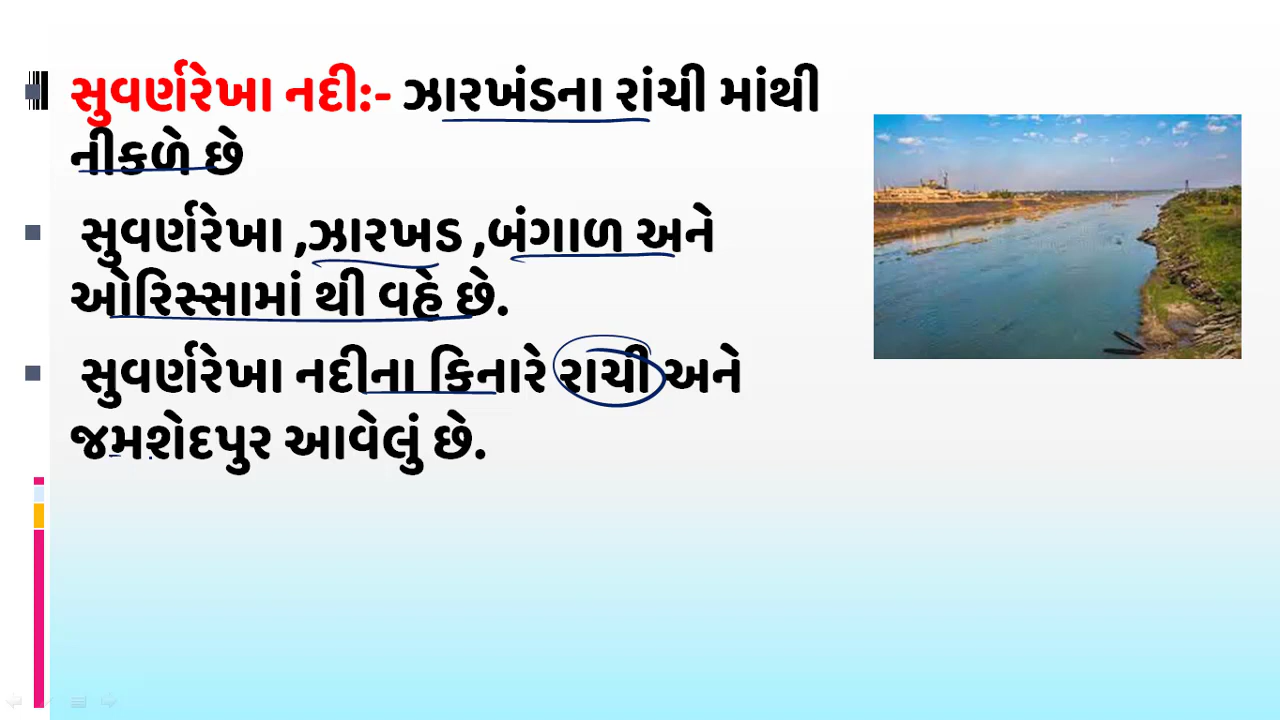 સુવર્ણરેખા નદી:- ઝારખંડના રાંચી માંથી
નીકળે છે
સુવર્ણરેખા ,ઝારખડ ,બંગાળ અને
ઓરિસ્સામાં થી વહે છે.
સુવર્ણરેખા નદીના કિનારે રાચી અને
જમશેદપુર આવેલું છે.